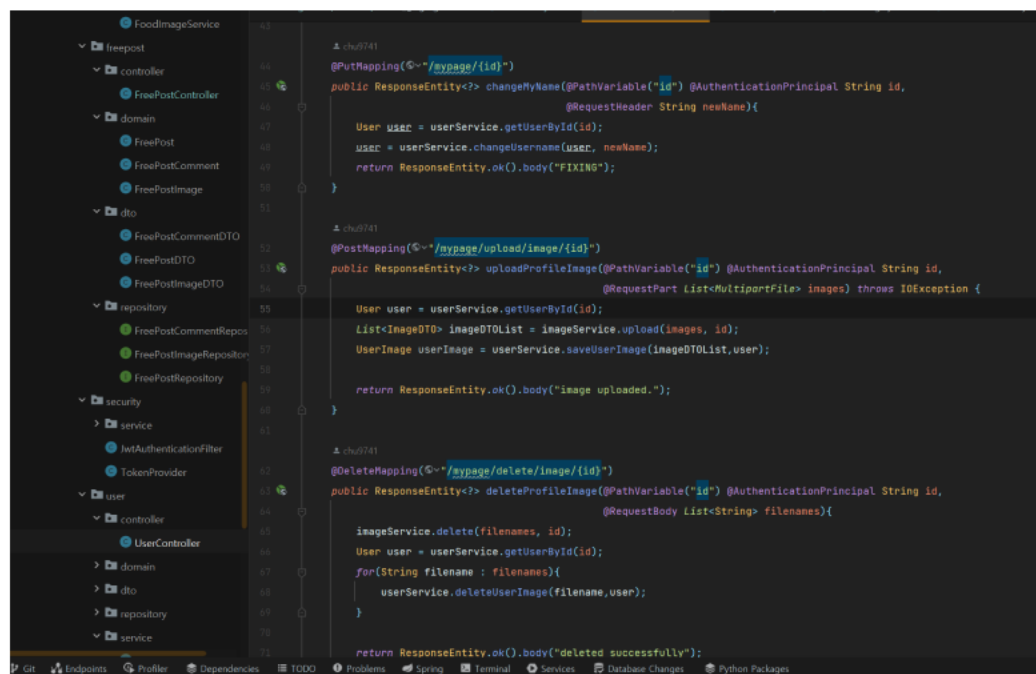 FoodImageService
freepost
controller
FreePostController
domain
FreePost
FreePostComment
FreePostImage
dto
FreePostCommentDTO
FreePostDTO
FreePostImageDTO
repository
FreePostCommentRepos
FreePostImageRepository
FreePostRepository
security
service
JwtAuthenticationFilter
TokenProvider
user
controller
UserController
domain
dto
repository
service
43
chu9741
44 @PutMapping("/mypage/{id}")
45 public ResponseEntity<?> changeMyName(@PathVariable("id") @AuthenticationPrincipal String id,
46 @RequestHeader String newName){
47 User user = userService.getUserById(id);
48 user = userService.changeUsername(user, newName);
49 return ResponseEntity.ok().body("FIXING");
50 }
51
chu9741
52 @PostMapping("/mypage/upload/image/{id}")
53 public ResponseEntity<?> uploadProfileImage(@PathVariable("id") @AuthenticationPrincipal String id,
54 @RequestPart List<MultipartFile> images) throws IOException {
55 User user = userService.getUserById(id);
56 List<ImageDTO> imageDTOList = imageService.upload(images, id);
57 UserImage userImage = userService.saveUserImage(imageDTOList,user);
58
59 return ResponseEntity.ok().body("image uploaded.");
60 }
61
chu9741
62 @DeleteMapping("/mypage/delete/image/{id}")
63 public ResponseEntity<?> deleteProfileImage(@PathVariable("id") @AuthenticationPrincipal String id,
64 @RequestBody List<String> filenames){
65 imageService.delete(filenames, id);
66 User user = userService.getUserById(id);
67 for(String filename : filenames){
68 userService.deleteUserImage(filename,user);
69 }
70
71 return ResponseEntity.ok().body("deleted successfully");
Git Endpoints Profiler Dependencies TODO Problems Spring Terminal Services Database Changes Python Packages